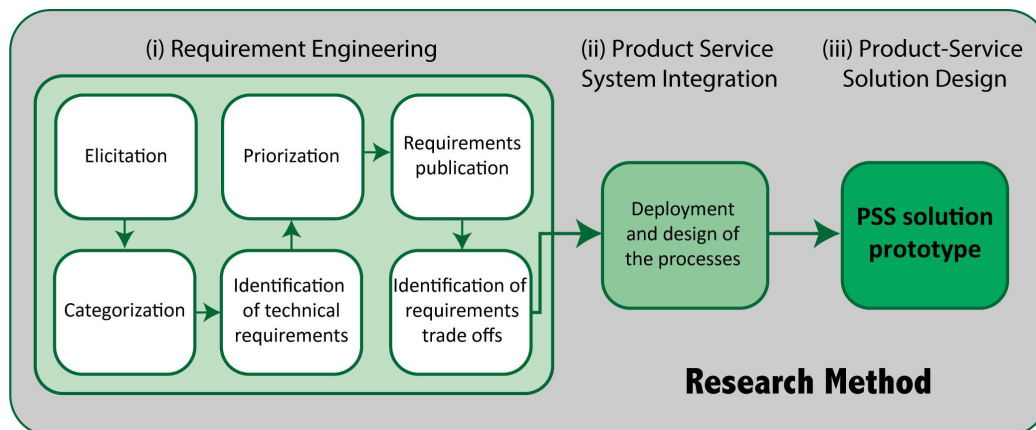 (i) Requirement Engineering
(ii) Product Service
System Integration
(iii) Product-Service
Solution Design
Elicitation
Priorization
Requirements
publication
Categorization
Identification
of technical
requirements
Identification of
requirements
trade offs
Deployment
and design of
the processes
PSS solution
prototype
Research Method